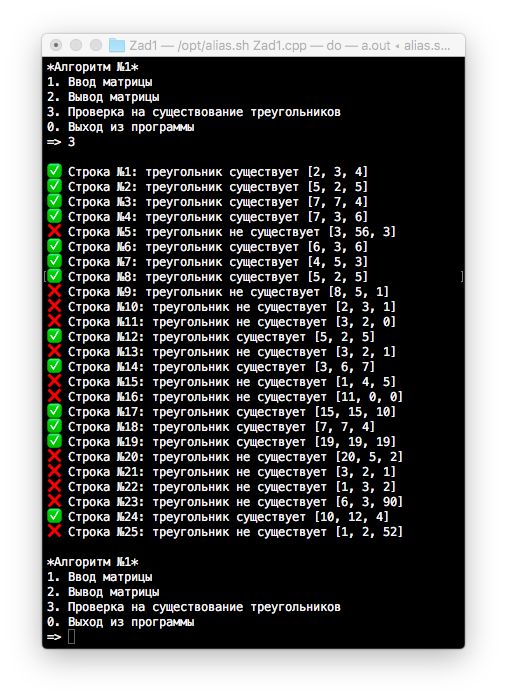 Zad1 — /opt/alias.sh Zad1.cpp — do — a.out ◂ alias.s...
*Алгоритм №1*
1. Ввод матрицы
2. Вывод матрицы
3. Проверка на существование треугольников
0. Выход из программы
=> 3
✅ Строка №1: треугольник существует [2, 3, 4]
✅ Строка №2: треугольник существует [5, 2, 5]
✅ Строка №3: треугольник существует [7, 7, 4]
✅ Строка №4: треугольник существует [7, 3, 6]
❌ Строка №5: треугольник не существует [3, 56, 3]
✅ Строка №6: треугольник существует [6, 3, 6]
✅ Строка №7: треугольник существует [4, 5, 3]
✅ Строка №8: треугольник существует [5, 2, 5]
❌ Строка №9: треугольник не существует [8, 5, 1]
❌ Строка №10: треугольник не существует [2, 3, 1]
❌ Строка №11: треугольник не существует [3, 2, 0]
✅ Строка №12: треугольник существует [5, 2, 5]
❌ Строка №13: треугольник не существует [3, 2, 1]
✅ Строка №14: треугольник существует [3, 6, 7]
❌ Строка №15: треугольник не существует [1, 4, 5]
❌ Строка №16: треугольник не существует [11, 0, 0]
✅ Строка №17: треугольник существует [15, 15, 10]
✅ Строка №18: треугольник существует [7, 7, 4]
✅ Строка №19: треугольник существует [19, 19, 19]
❌ Строка №20: треугольник не существует [20, 5, 2]
❌ Строка №21: треугольник не существует [3, 2, 1]
❌ Строка №22: треугольник не существует [1, 3, 2]
❌ Строка №23: треугольник не существует [6, 3, 90]
✅ Строка №24: треугольник существует [10, 12, 4]
❌ Строка №25: треугольник не существует [1, 2, 52]
*Алгоритм №1*
1. Ввод матрицы
2. Вывод матрицы
3. Проверка на существование треугольников
0. Выход из программы
=>